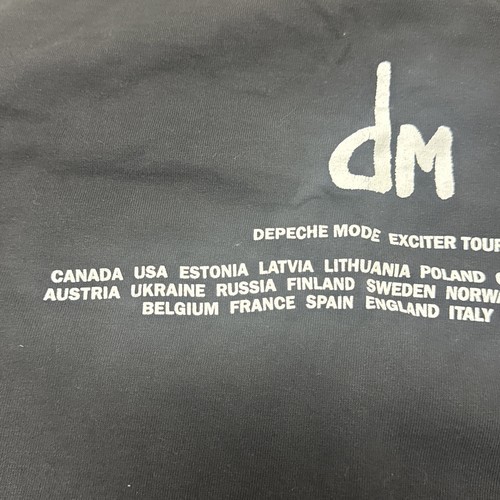 dm
DEPECHE MODE EXCITER TOUR
CANADA USA ESTONIA LATVIA LITHUANIA POLAND
AUSTRIA UKRAINE RUSSIA FINLAND SWEDEN
BELGIUM FRANCE SPAIN ENGLAND ITALY